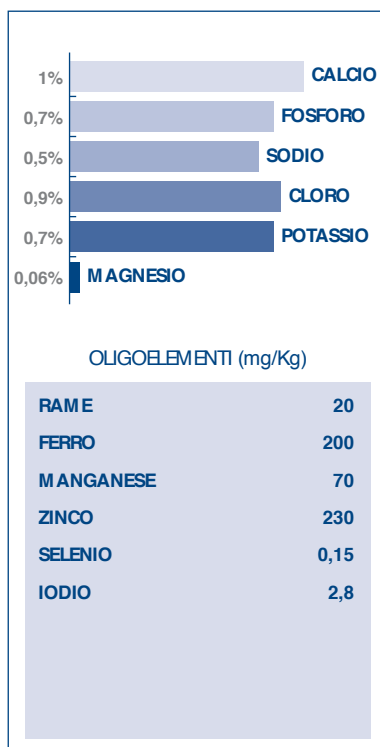 1% CALCIO
0,7% FOSFORO
0,5% SODIO
0,9% CLORO
0,7% POTASSIO
0,06% MAGNESIO
OLIGOELEMENTI (mg/Kg)
RAME 20
FERRO 200
MANGANESE 70
ZINCO 230
SELENIO 0,15
IODIO 2,8